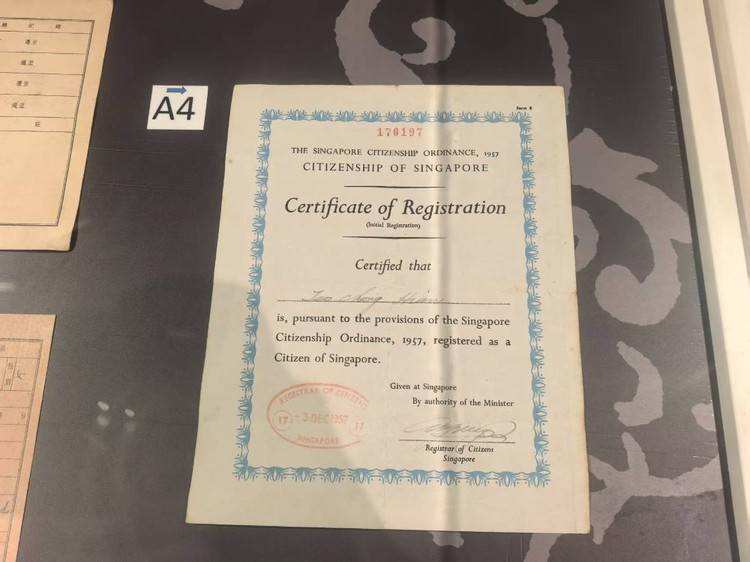 A4
Form E
170197
THE SINGAPORE CITIZENSHIP ORDINANCE, 1957
CITIZENSHIP OF SINGAPORE
Certificate of Registration
(Initial Registration)
Certified that
is, pursuant to the provisions of the Singapore
Citizenship Ordinance, 1957, registered as a
Citizen of Singapore.
Given at Singapore
By authority of the Minister
REGISTRAR OF CITIZENS
3 DEC 1957
SINGAPORE
Registrar of Citizens
Singapore